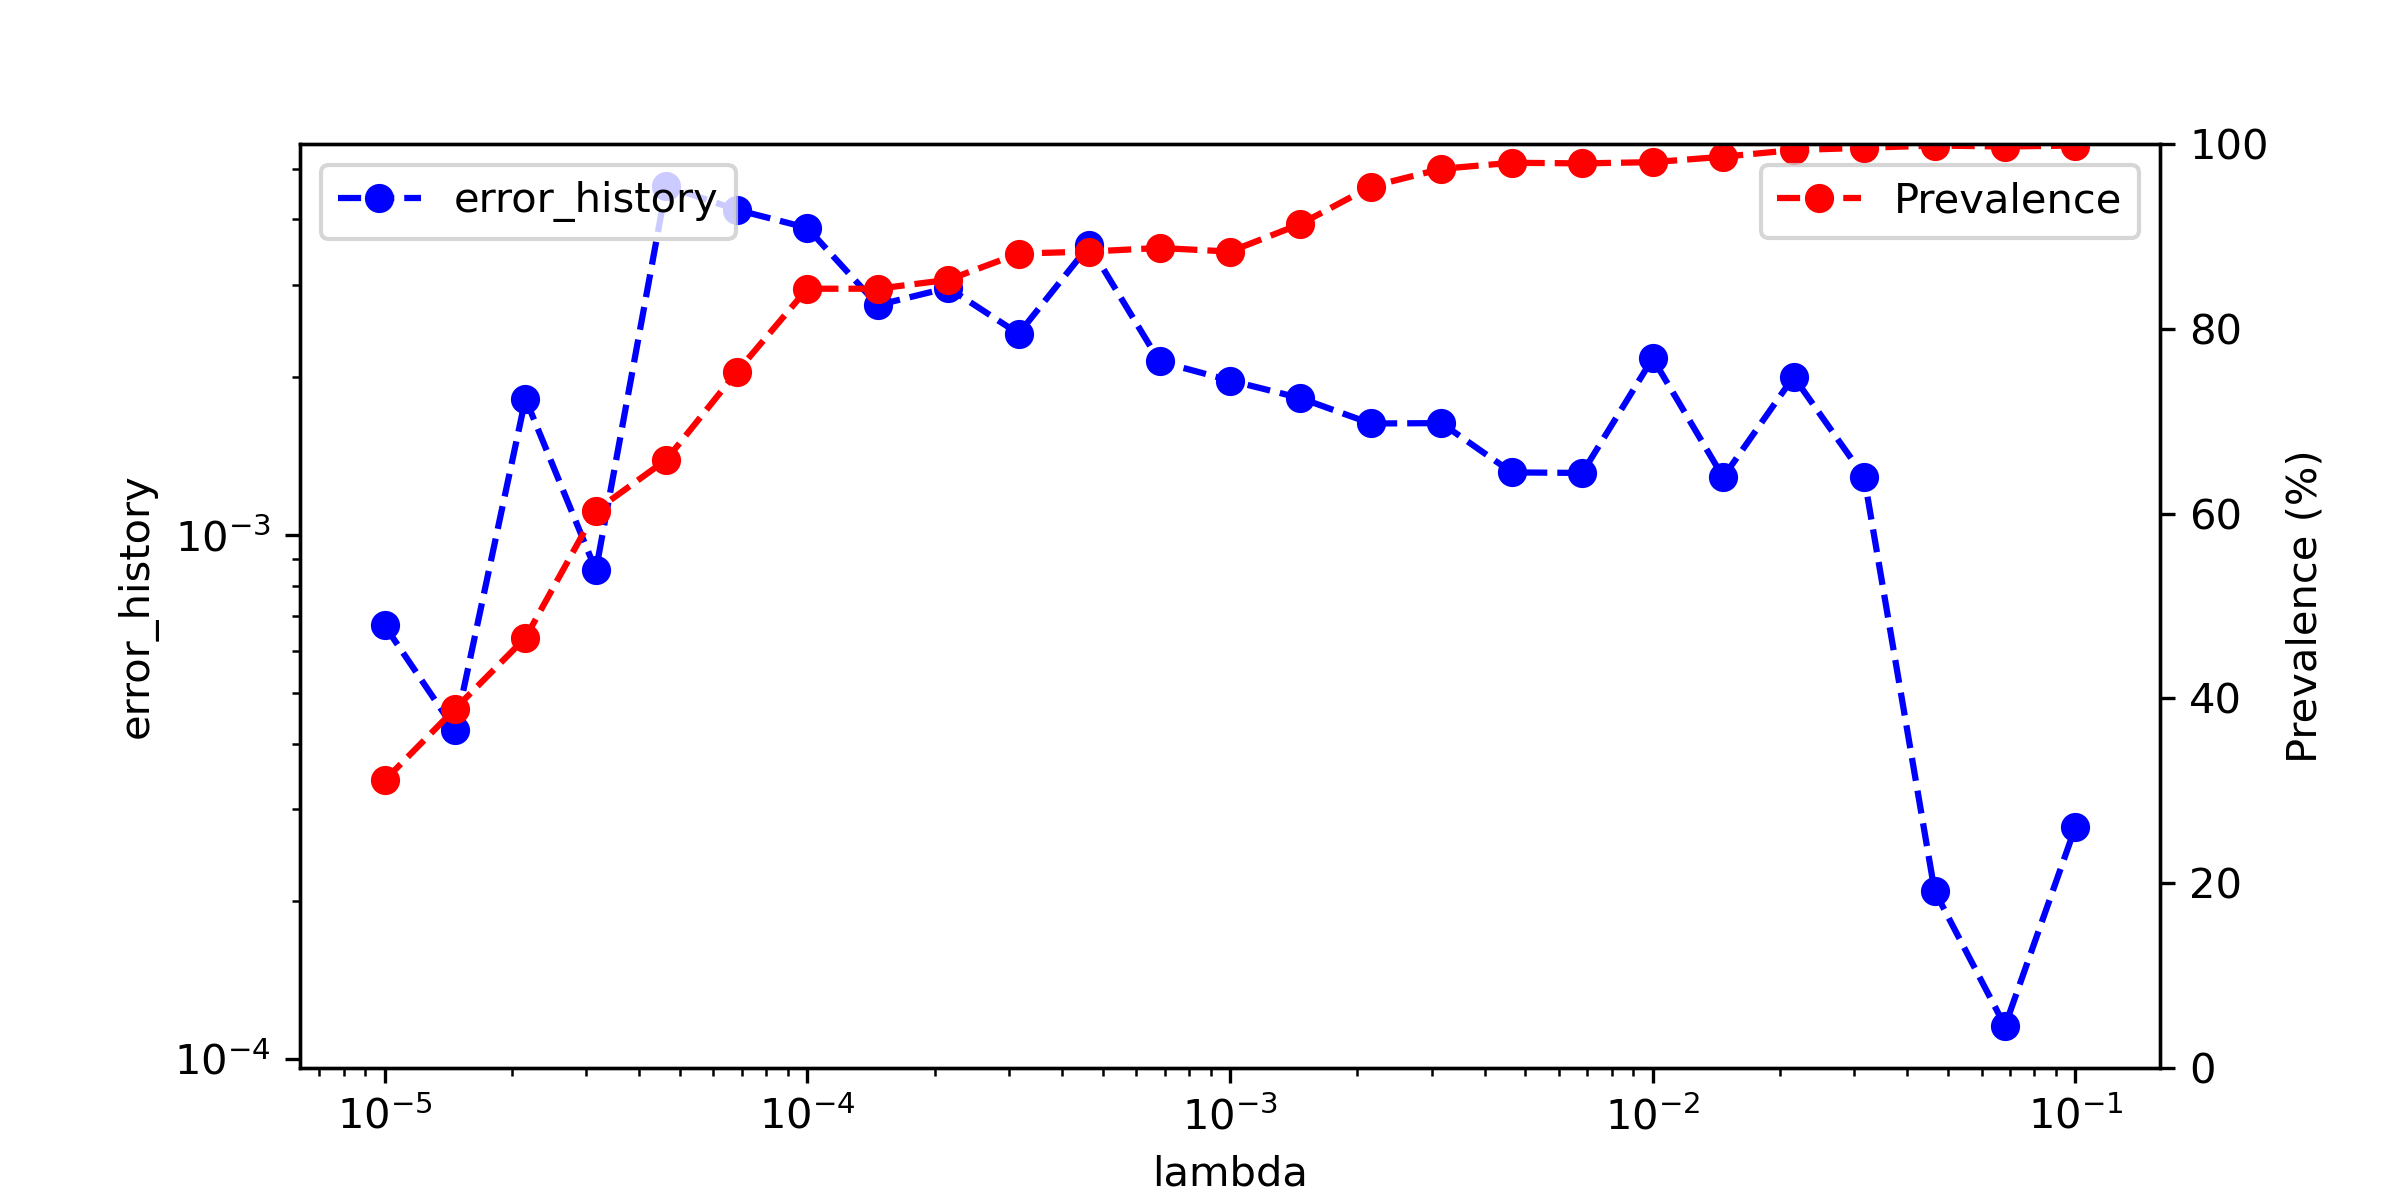 error_history
Prevalence
error_history
10⁻³
10⁻⁴
100
80
60
40
20
0
Prevalence (%)
10⁻⁵
10⁻⁴
10⁻³
10⁻²
10⁻¹
lambda